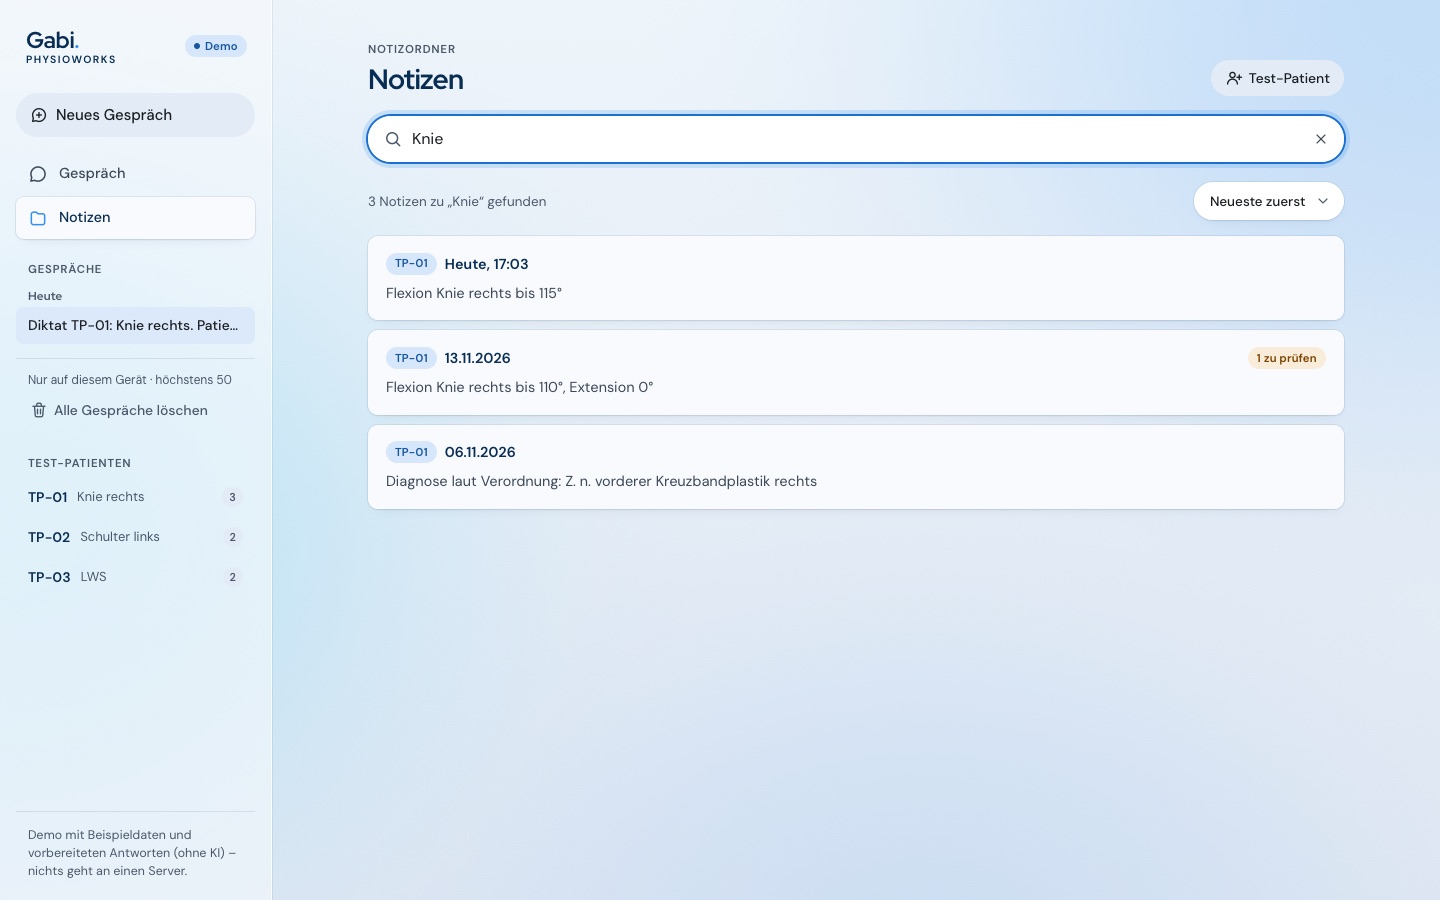 Gabi.
PHYSIOWORKS
Demo
Neues Gespräch
Gespräch
Notizen
GESPRÄCHE
Heute
Diktat TP-01: Knie rechts. Patie…
Nur auf diesem Gerät · höchstens 50
Alle Gespräche löschen
TEST-PATIENTEN
TP-01 Knie rechts 3
TP-02 Schulter links 2
TP-03 LWS 2
Demo mit Beispieldaten und
vorbereiteten Antworten (ohne KI) –
nichts geht an einen Server.
NOTIZORDNER
Notizen
Test-Patient
Knie
3 Notizen zu „Knie“ gefunden
Neueste zuerst
TP-01 Heute, 17:03
Flexion Knie rechts bis 115°
TP-01 13.11.2026 1 zu prüfen
Flexion Knie rechts bis 110°, Extension 0°
TP-01 06.11.2026
Diagnose laut Verordnung: Z. n. vorderer Kreuzbandplastik rechts